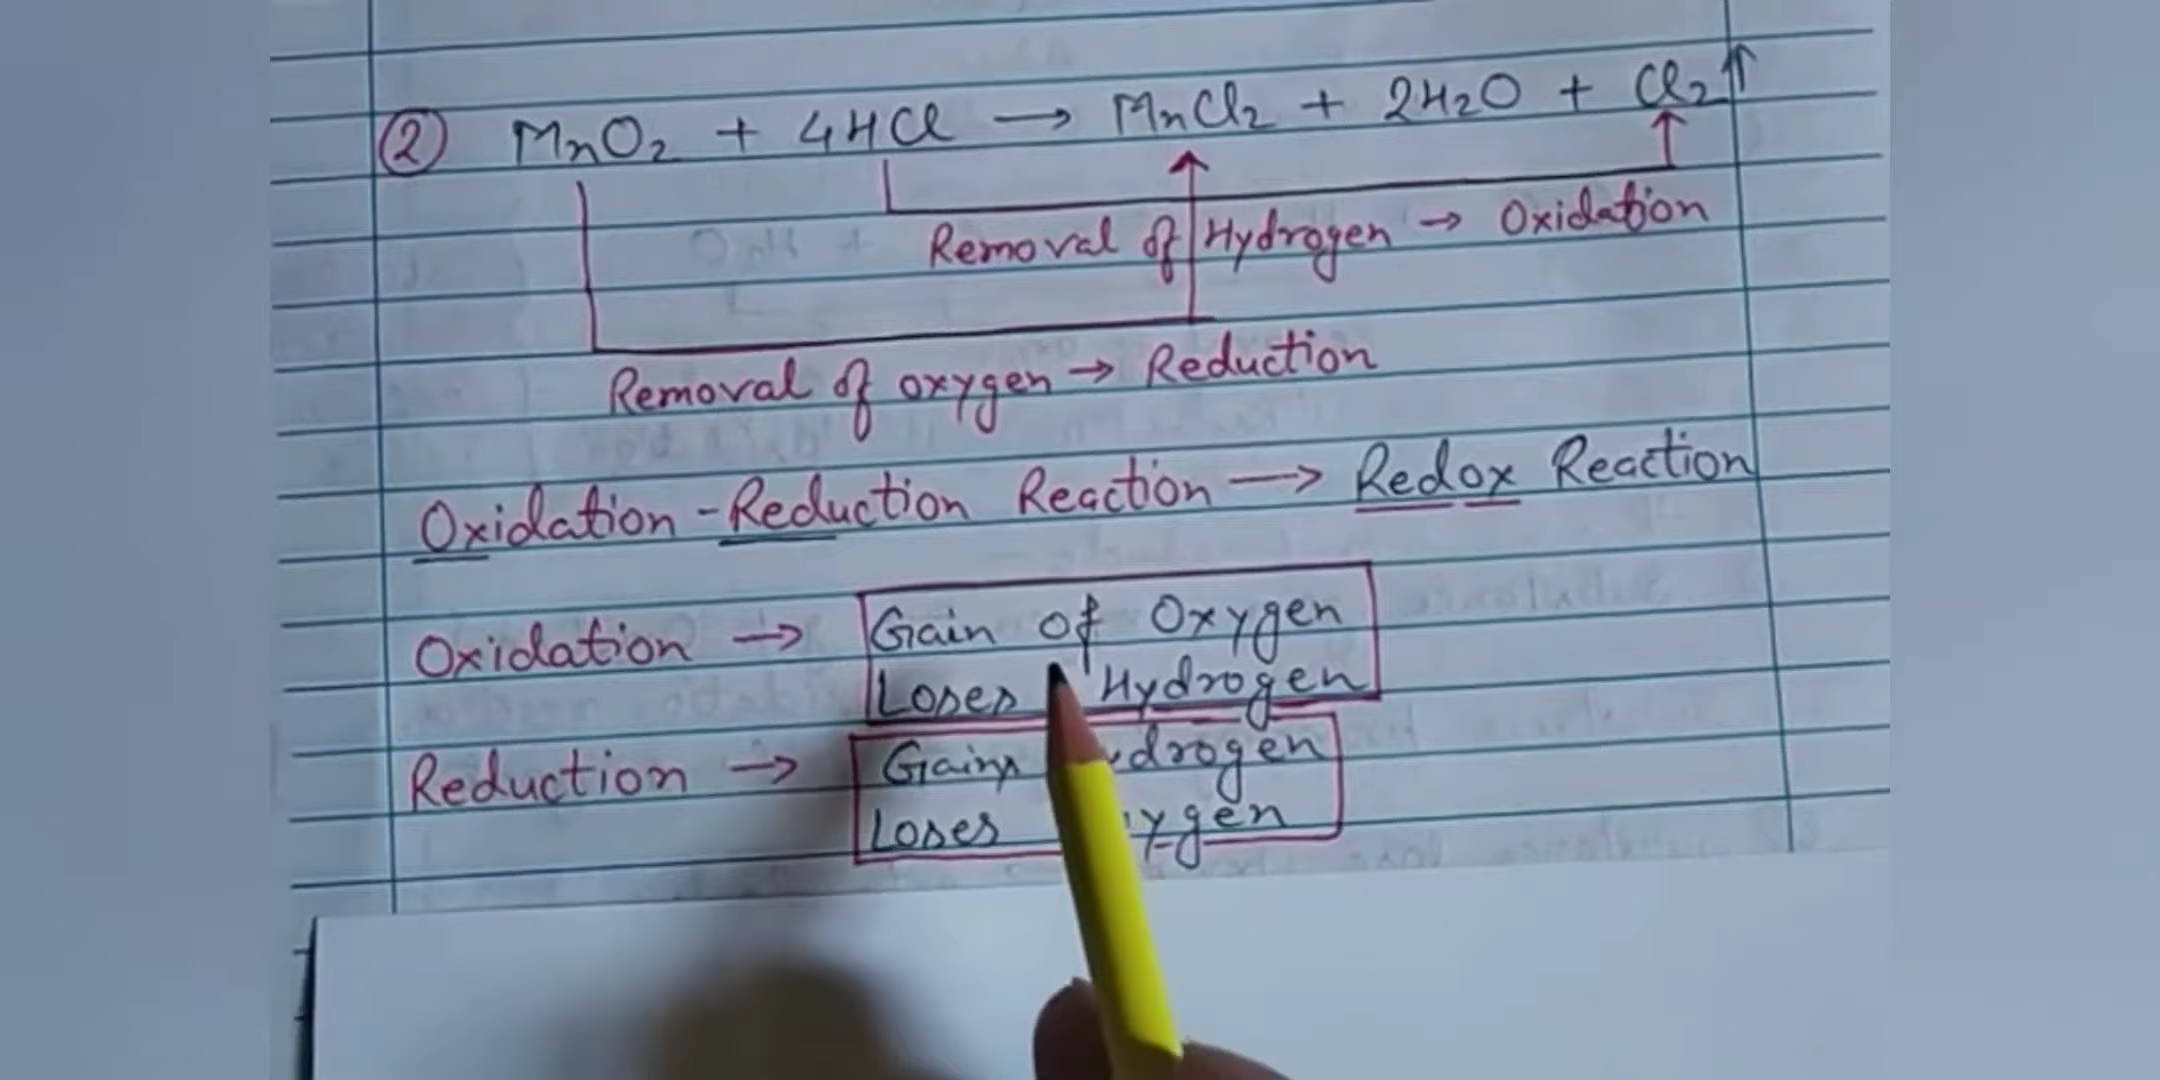 ② MnO₂ + 4HCl → MnCl₂ + 2H₂O + Cl₂↑
Removal of Hydrogen → Oxidation
Removal of oxygen → Reduction
Oxidation - Reduction Reaction → Redox Reaction
Oxidation → Gain of Oxygen
Loses Hydrogen
Reduction → Gains
Loses